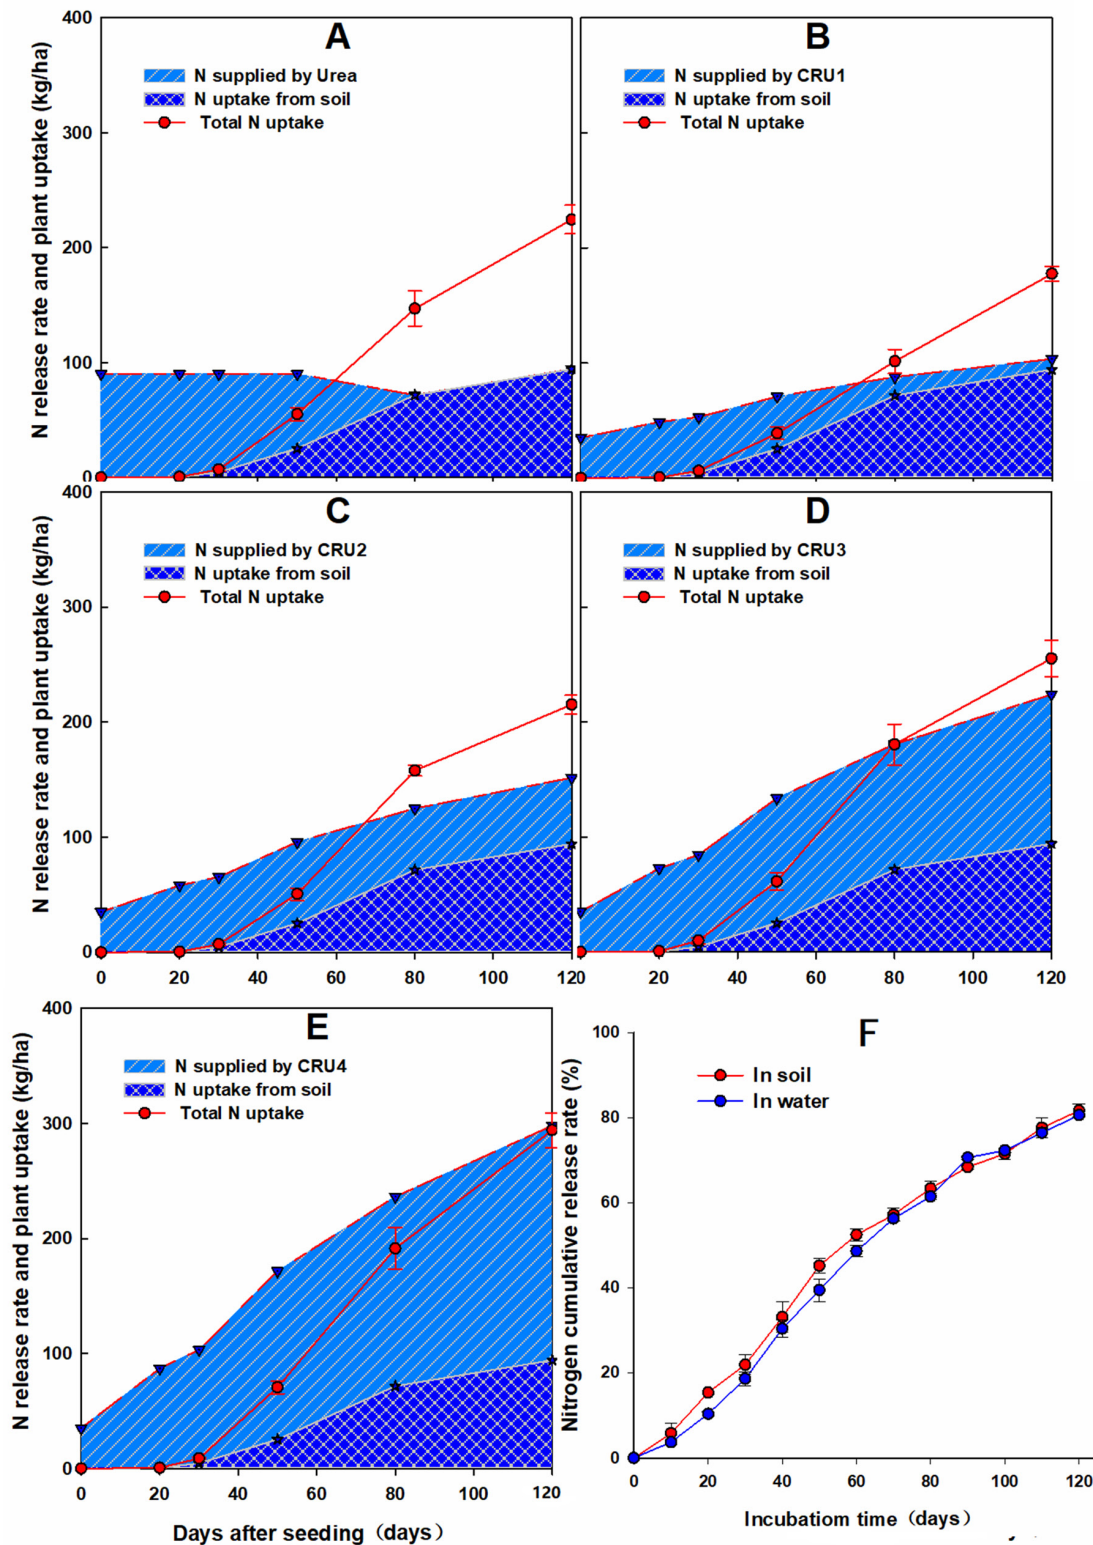 A
B
N release rate and plant uptake (kg/ha)
400
300
200
100
0
N supplied by Urea
N uptake from soil
Total N uptake
N supplied by CRU1
N uptake from soil
Total N uptake
C
D
N release rate and plant uptake (kg/ha)
400
300
200
100
0
N supplied by CRU2
N uptake from soil
Total N uptake
N supplied by CRU3
N uptake from soil
Total N uptake
0 20 40 60 80 100 120
20 40 60 80 100 120
E
N release rate and plant uptake (kg/ha)
400
300
200
100
0
N supplied by CRU4
N uptake from soil
Total N uptake
0 20 40 60 80 100 120
Days after seeding（days）
F
Nitrogen cumulative release rate (%)
100
80
60
40
20
0
In soil
In water
0 20 40 60 80 100 120
Incubatiom time（days）